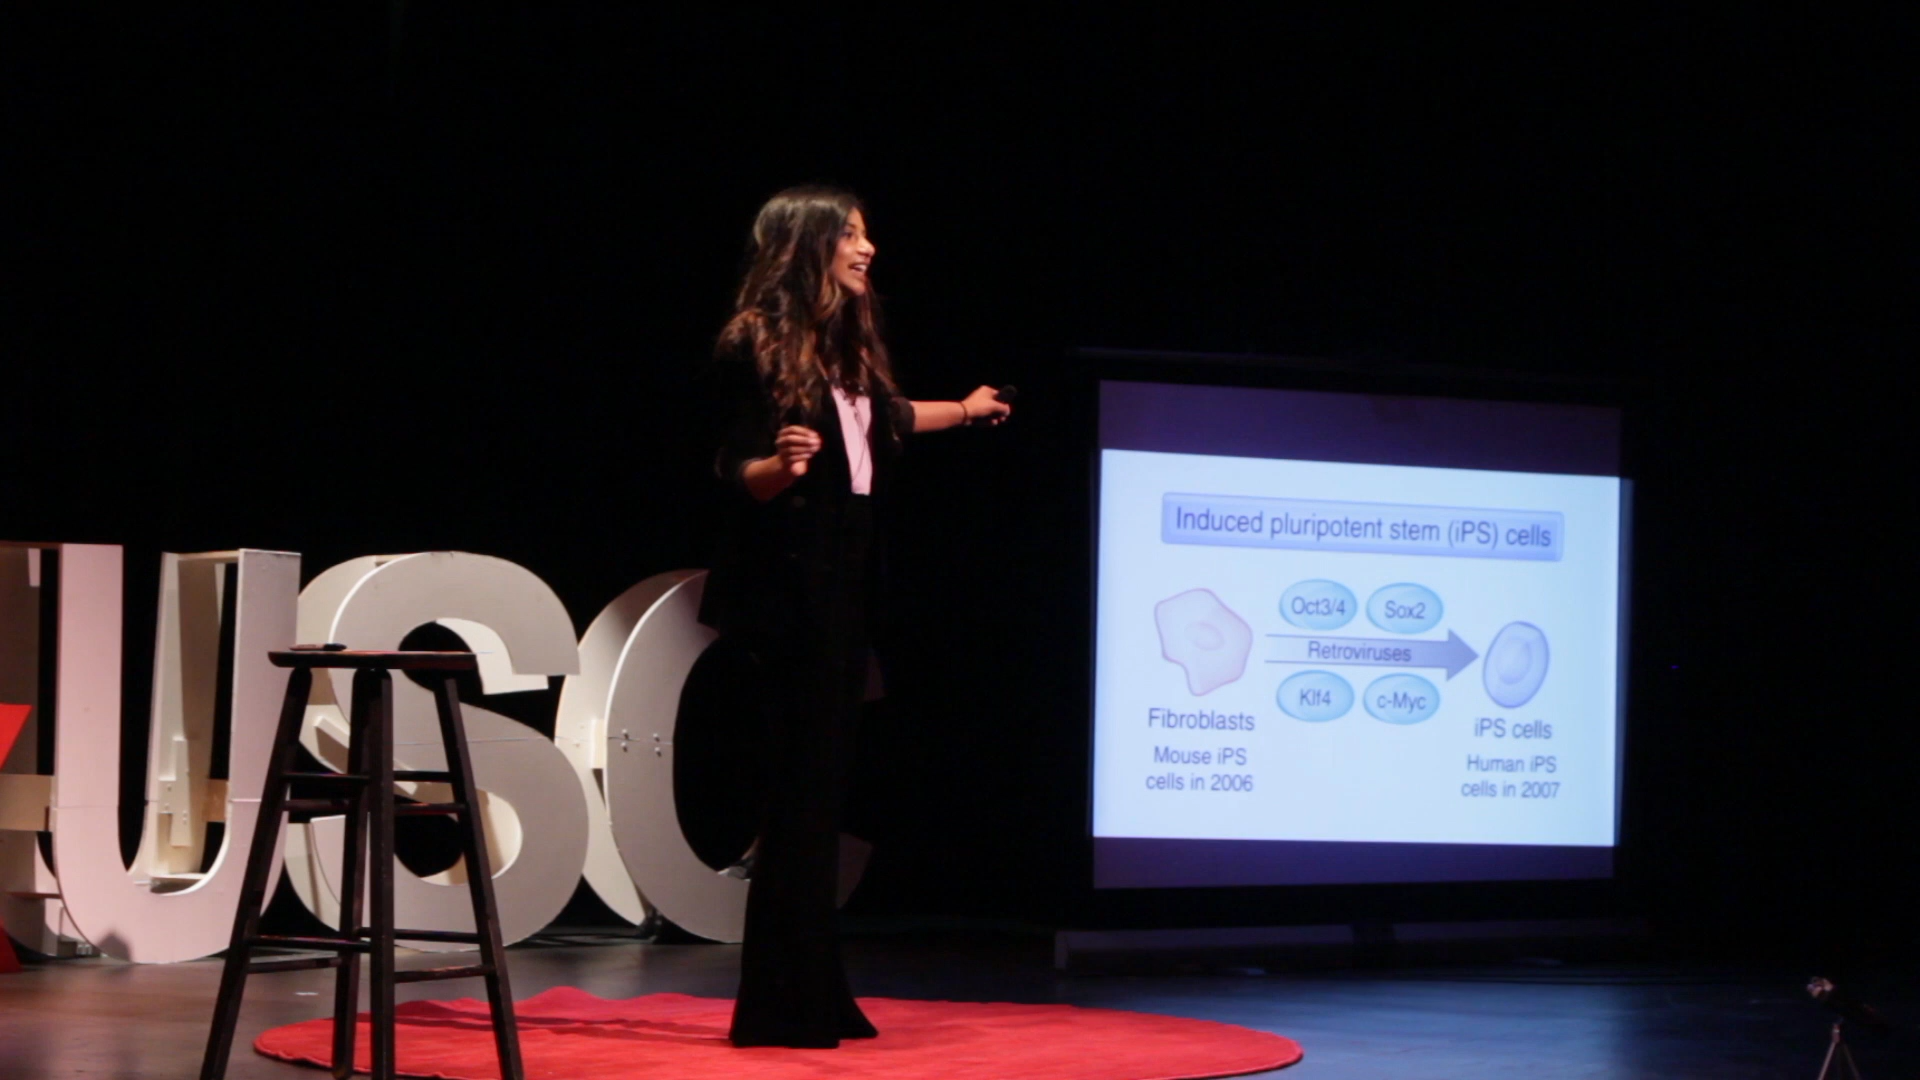 USC
Induced pluripotent stem (iPS) cells
Oct3/4 Sox2
Retroviruses
Klf4 c-Myc
Fibroblasts
iPS cells
Mouse iPS
cells in 2006
Human iPS
cells in 2007